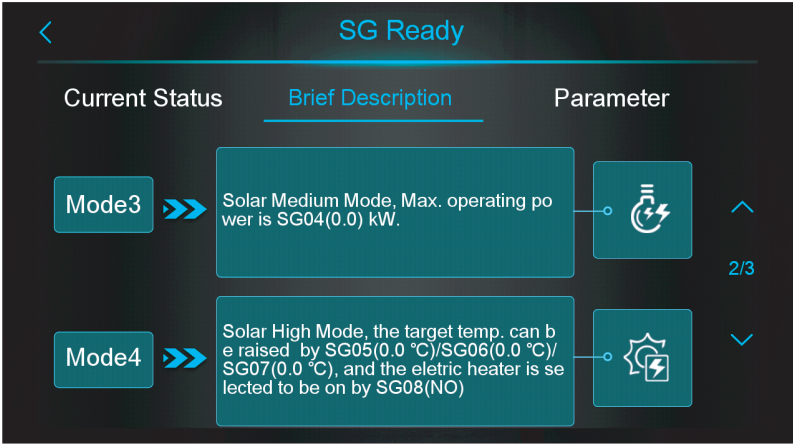 SG Ready
Current Status
Brief Description
Parameter
Mode3
Solar Medium Mode, Max. operating po
wer is SG04(0.0) kW.
2/3
Mode4
Solar High Mode, the target temp. can b
e raised  by SG05(0.0 ℃)/SG06(0.0 ℃)/
SG07(0.0 ℃), and the eletric heater is se
lected to be on by SG08(NO)